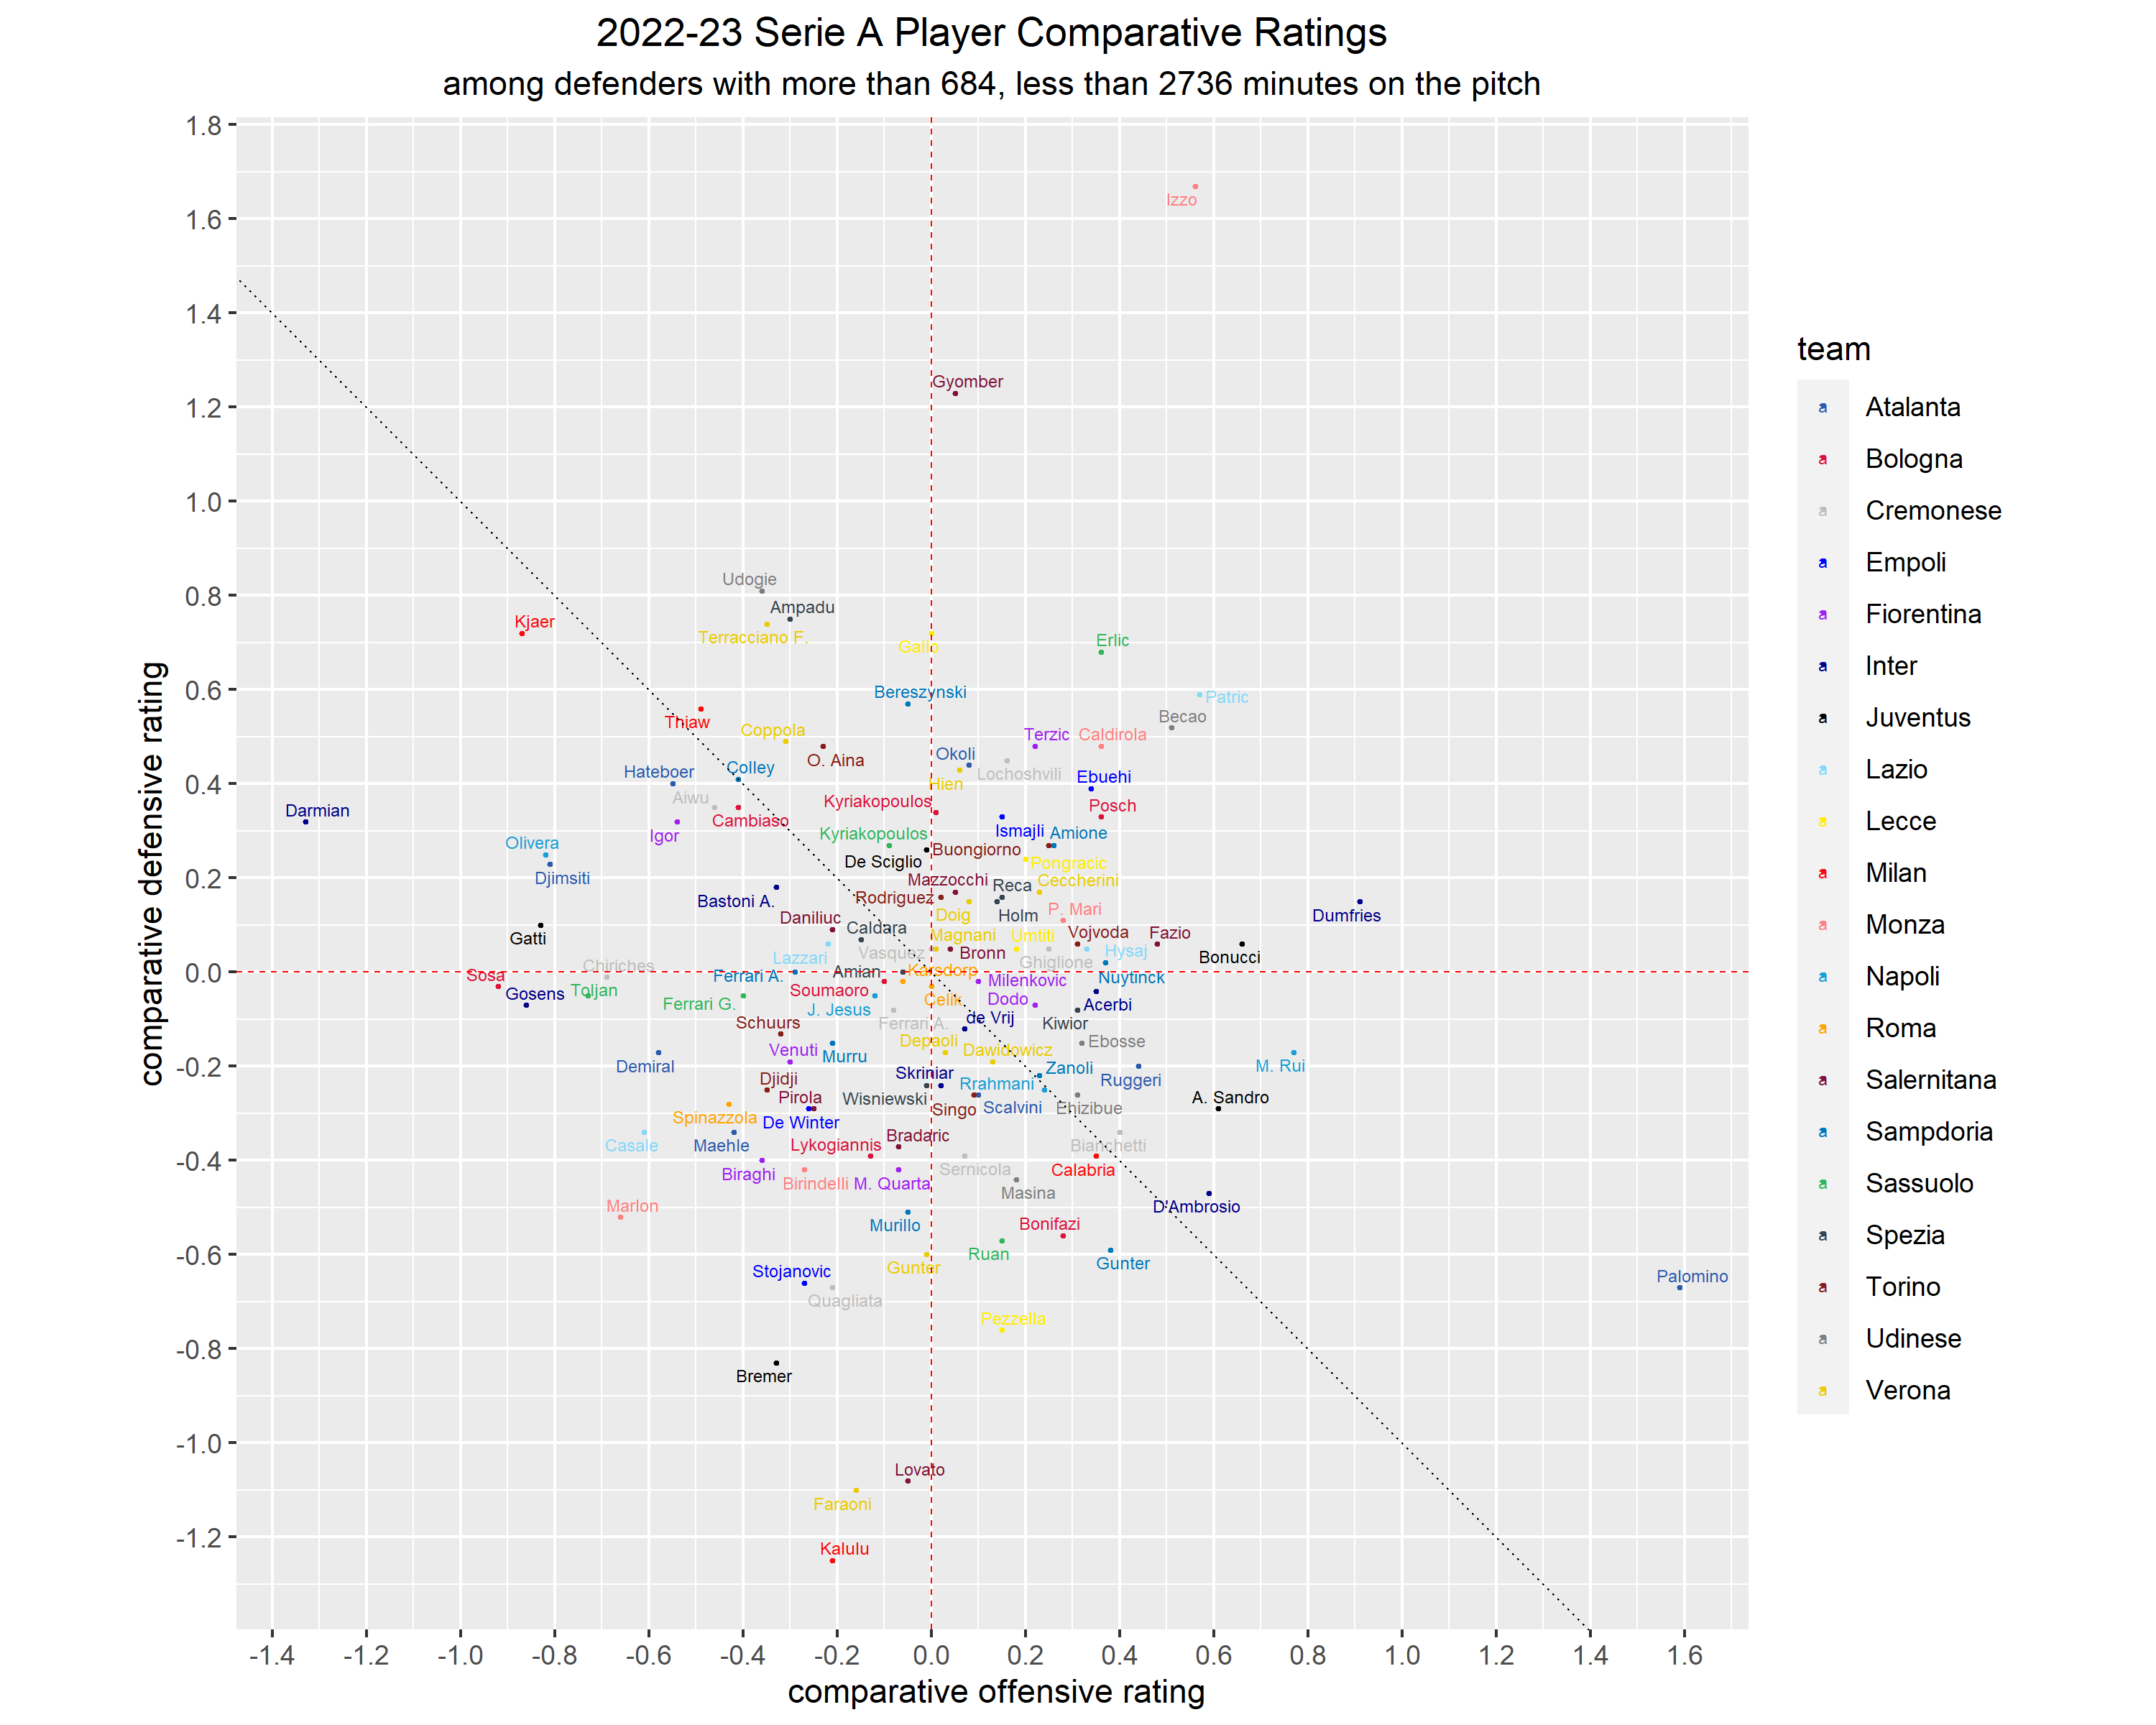 2022-23 Serie A Player Comparative Ratings
among defenders with more than 684, less than 2736 minutes on the pitch
1.8
1.6
1.4
1.2
1.0
0.8
0.6
0.4
0.2
0.0
-0.2
-0.4
-0.6
-0.8
-1.0
-1.2
comparative defensive rating
Izzo
Gyomber
Udogie
Ampadu
Kjaer
Terracciano F.
Gallo
Erlic
Bereszynski
Patric
Thiaw
Becao
Coppola
Terzic
Caldirola
O. Aina
Okoli
Colley
Hateboer
Lochoshvili
Ebuehi
Hien
Aiwu
Kyriakopoulos
Posch
Darmian
Cambiaso
Igor
Kyriakopoulos
Ismajli
Amione
Olivera
De Sciglio
Buongiorno
Pongracic
Djimsiti
Mazzocchi
Reca
Ceccherini
Bastoni A.
Rodriguez
P. Mari
Daniliuc
Doig
Holm
Dumfries
Caldara
Gatti
Magnani
Umtiti
Vojvoda
Fazio
Lazzari
Vasquez
Bronn
Hysaj
Bonucci
Chiriches
Ghiglione
Sosa
Ferrari A.
Amian
Karsdorp
Milenkovic
Nuytinck
Gosens
Toljan
Soumaoro
Ferrari G.
Celik
Dodo
Acerbi
J. Jesus
Schuurs
Ferrari A.
de Vrij
Kiwior
Depaoli
Ebosse
Venuti
Murru
Dawidowicz
Demiral
Skriniar
Zanoli
M. Rui
Djidji
Rrahmani
Ruggeri
Pirola
Wisniewski
A. Sandro
Singo
Scalvini
Ehizibue
Spinazzola
De Winter
Bradaric
Casale
Maehle
Lykogiannis
Bianchetti
Biraghi
Birindelli
M. Quarta
Sernicola
Calabria
Masina
Marlon
D'Ambrosio
Murillo
Bonifazi
Ruan
Gunter
Gunter
Stojanovic
Palomino
Quagliata
Pezzella
Bremer
Lovato
Faraoni
Kalulu
-1.4
-1.2
-1.0
-0.8
-0.6
-0.4
-0.2
0.0
0.2
0.4
0.6
0.8
1.0
1.2
1.4
1.6
comparative offensive rating
team
a Atalanta
a Bologna
a Cremonese
a Empoli
a Fiorentina
a Inter
a Juventus
a Lazio
a Lecce
a Milan
a Monza
a Napoli
a Roma
a Salernitana
a Sampdoria
a Sassuolo
a Spezia
a Torino
a Udinese
a Verona